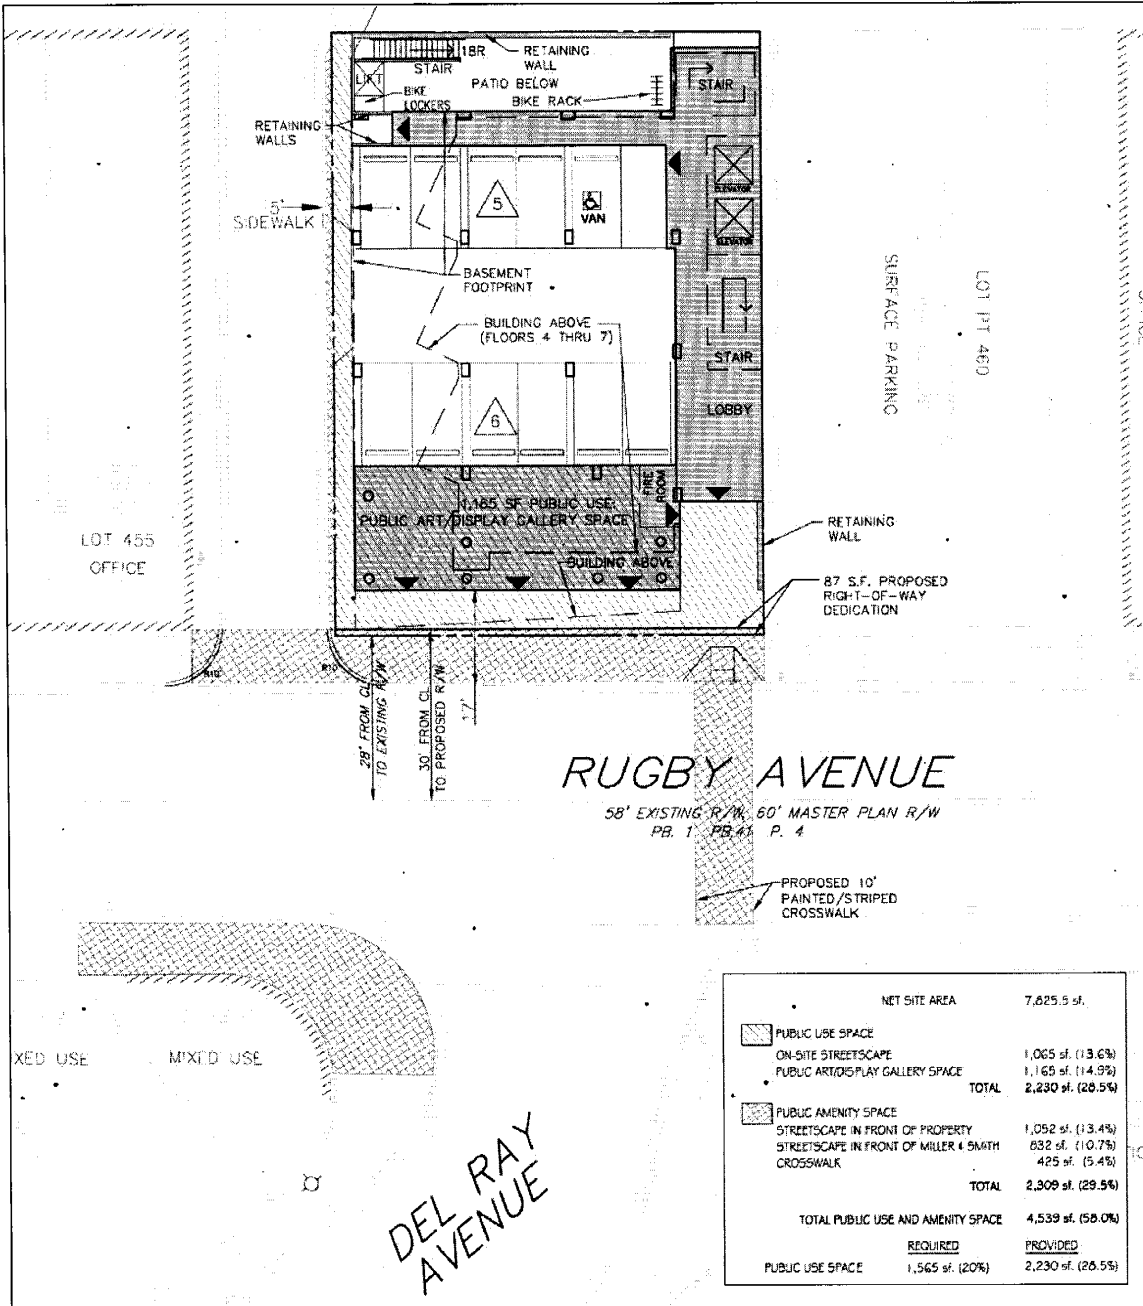 18R
STAIR
LIFT
RETAINING
WALL
PATIO BELOW
BIKE
LOCKERS
BIKE RACK
STAIR
RETAINING
WALLS
ELEVATOR
5
VAN
5'
SIDEWALK
ELEVATOR
BASEMENT
FOOTPRINT
BUILDING ABOVE
(FLOORS 4 THRU 7)
STAIR
SURFACE PARKING
LOT PT 460
6
LOBBY
FIRE
ROOM
1,165 SF PUBLIC USE:
PUBLIC ART/DISPLAY GALLERY SPACE
LOT 455
OFFICE
RETAINING
WALL
BUILDING ABOVE
87 S.F. PROPOSED
RIGHT-OF-WAY
DEDICATION
R10
R10
28' FROM CL
TO EXISTING R/W
30' FROM CL
TO PROPOSED R/W
17'
RUGBY AVENUE
58' EXISTING R/W, 60' MASTER PLAN R/W
PB. 1 PB.41 P. 4
PROPOSED 10'
PAINTED/STRIPED
CROSSWALK
XED USE
MIXED USE
DEL RAY
AVENUE
NET SITE AREA 7,825.5 sf.
PUBLIC USE SPACE
ON-SITE STREETSCAPE 1,065 sf. (13.6%)
PUBLIC ART/DISPLAY GALLERY SPACE 1,165 sf. (14.9%)
TOTAL 2,230 sf. (28.5%)
PUBLIC AMENITY SPACE
STREETSCAPE IN FRONT OF PROPERTY 1,052 sf. (13.4%)
STREETSCAPE IN FRONT OF MILLER & SMITH 832 sf. (10.7%)
CROSSWALK 425 sf. (5.4%)
TOTAL 2,309 sf. (29.5%)
TOTAL PUBLIC USE AND AMENITY SPACE 4,539 sf. (58.0%)
REQUIRED PROVIDED
PUBLIC USE SPACE 1,565 sf. (20%) 2,230 sf. (28.5%)